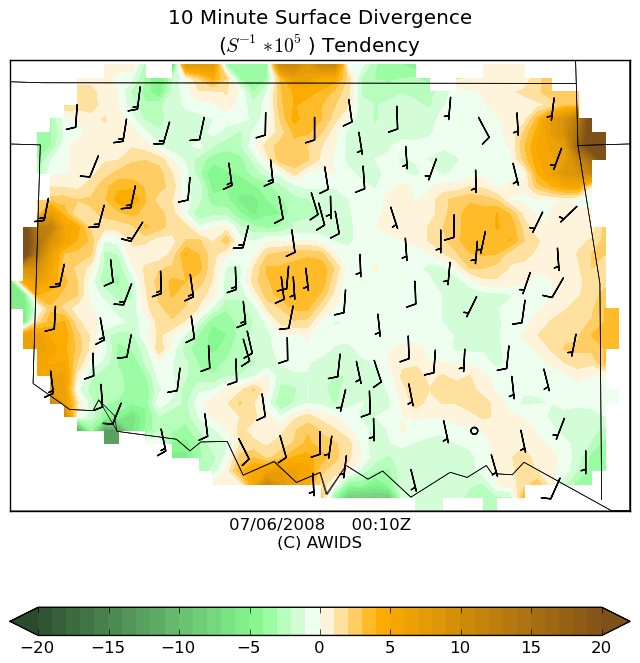 10 Minute Surface Divergence
(S⁻¹ *10⁵ ) Tendency
07/06/2008 00:10Z
(C) AWIDS
−20 −15 −10 −5 0 5 10 15 20